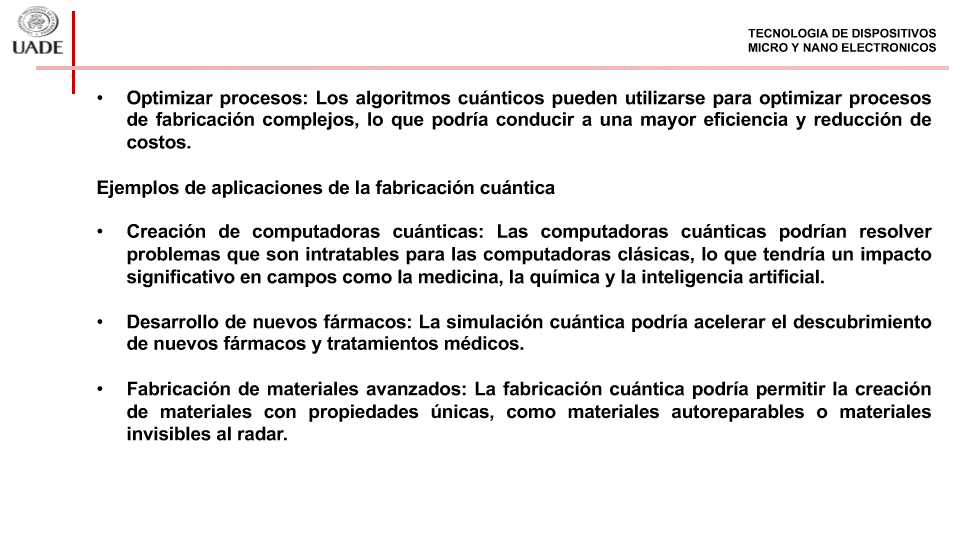 UADE
TECNOLOGIA DE DISPOSITIVOS
MICRO Y NANO ELECTRONICOS
• Optimizar procesos: Los algoritmos cuánticos pueden utilizarse para optimizar procesos
de fabricación complejos, lo que podría conducir a una mayor eficiencia y reducción de
costos.
Ejemplos de aplicaciones de la fabricación cuántica
• Creación de computadoras cuánticas: Las computadoras cuánticas podrían resolver
problemas que son intratables para las computadoras clásicas, lo que tendría un impacto
significativo en campos como la medicina, la química y la inteligencia artificial.
• Desarrollo de nuevos fármacos: La simulación cuántica podría acelerar el descubrimiento
de nuevos fármacos y tratamientos médicos.
• Fabricación de materiales avanzados: La fabricación cuántica podría permitir la creación
de materiales con propiedades únicas, como materiales autoreparables o materiales
invisibles al radar.